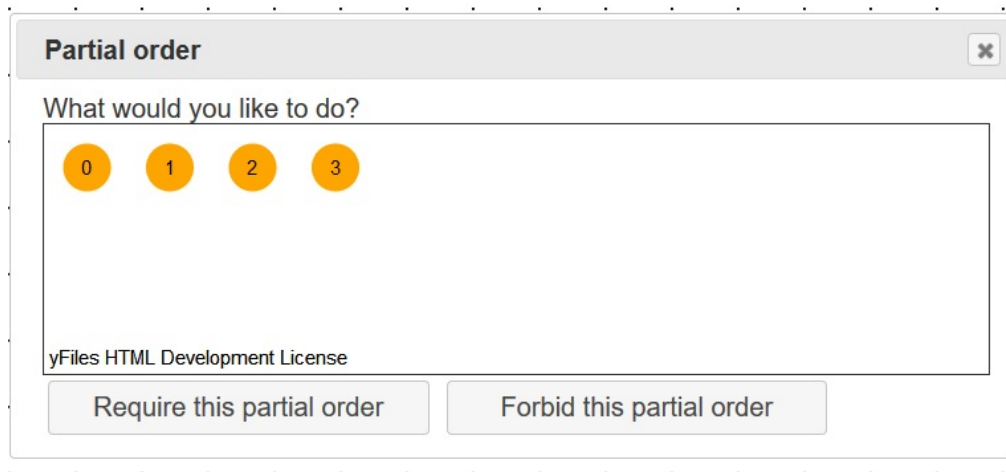 Partial order
What would you like to do?
0 1 2 3
yFiles HTML Development License
Require this partial order Forbid this partial order